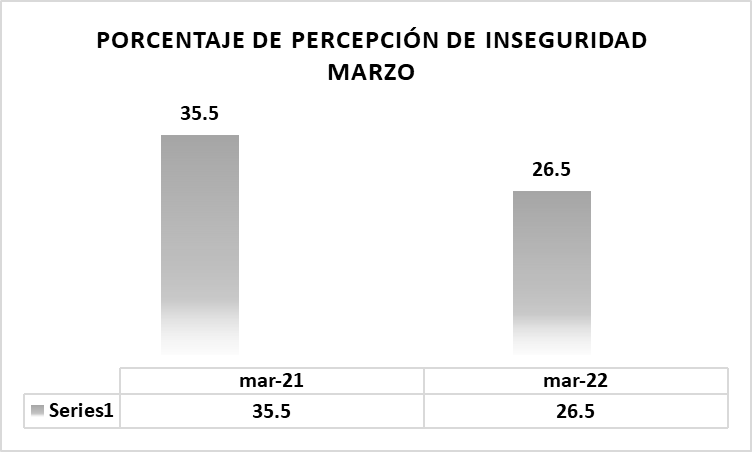 PORCENTAJE DE PERCEPCIÓN DE INSEGURIDAD
MARZO
35.5
26.5
mar-21 mar-22
Series1 35.5 26.5